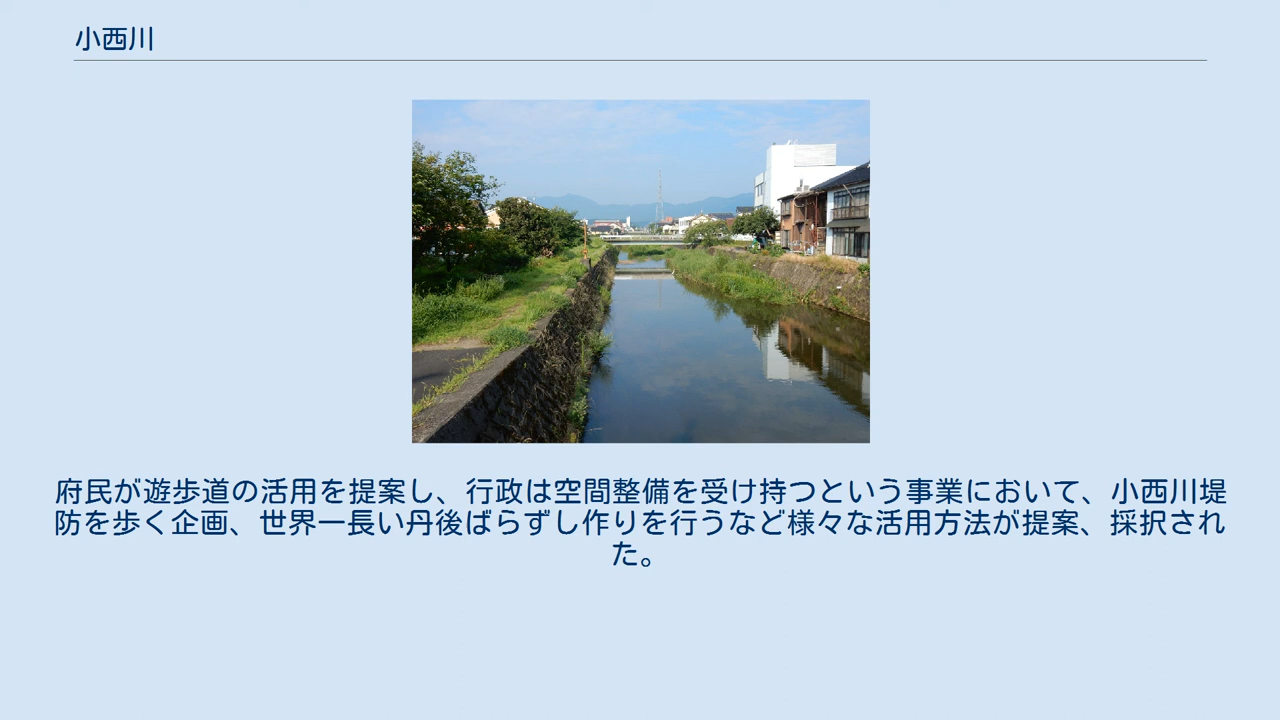 小西川
府民が遊歩道の活用を提案し、行政は空間整備を受け持つという事業において、小西川堤
防を歩く企画、世界一長い丹後ばらずし作りを行うなど様々な活用方法が提案、採択され
た。